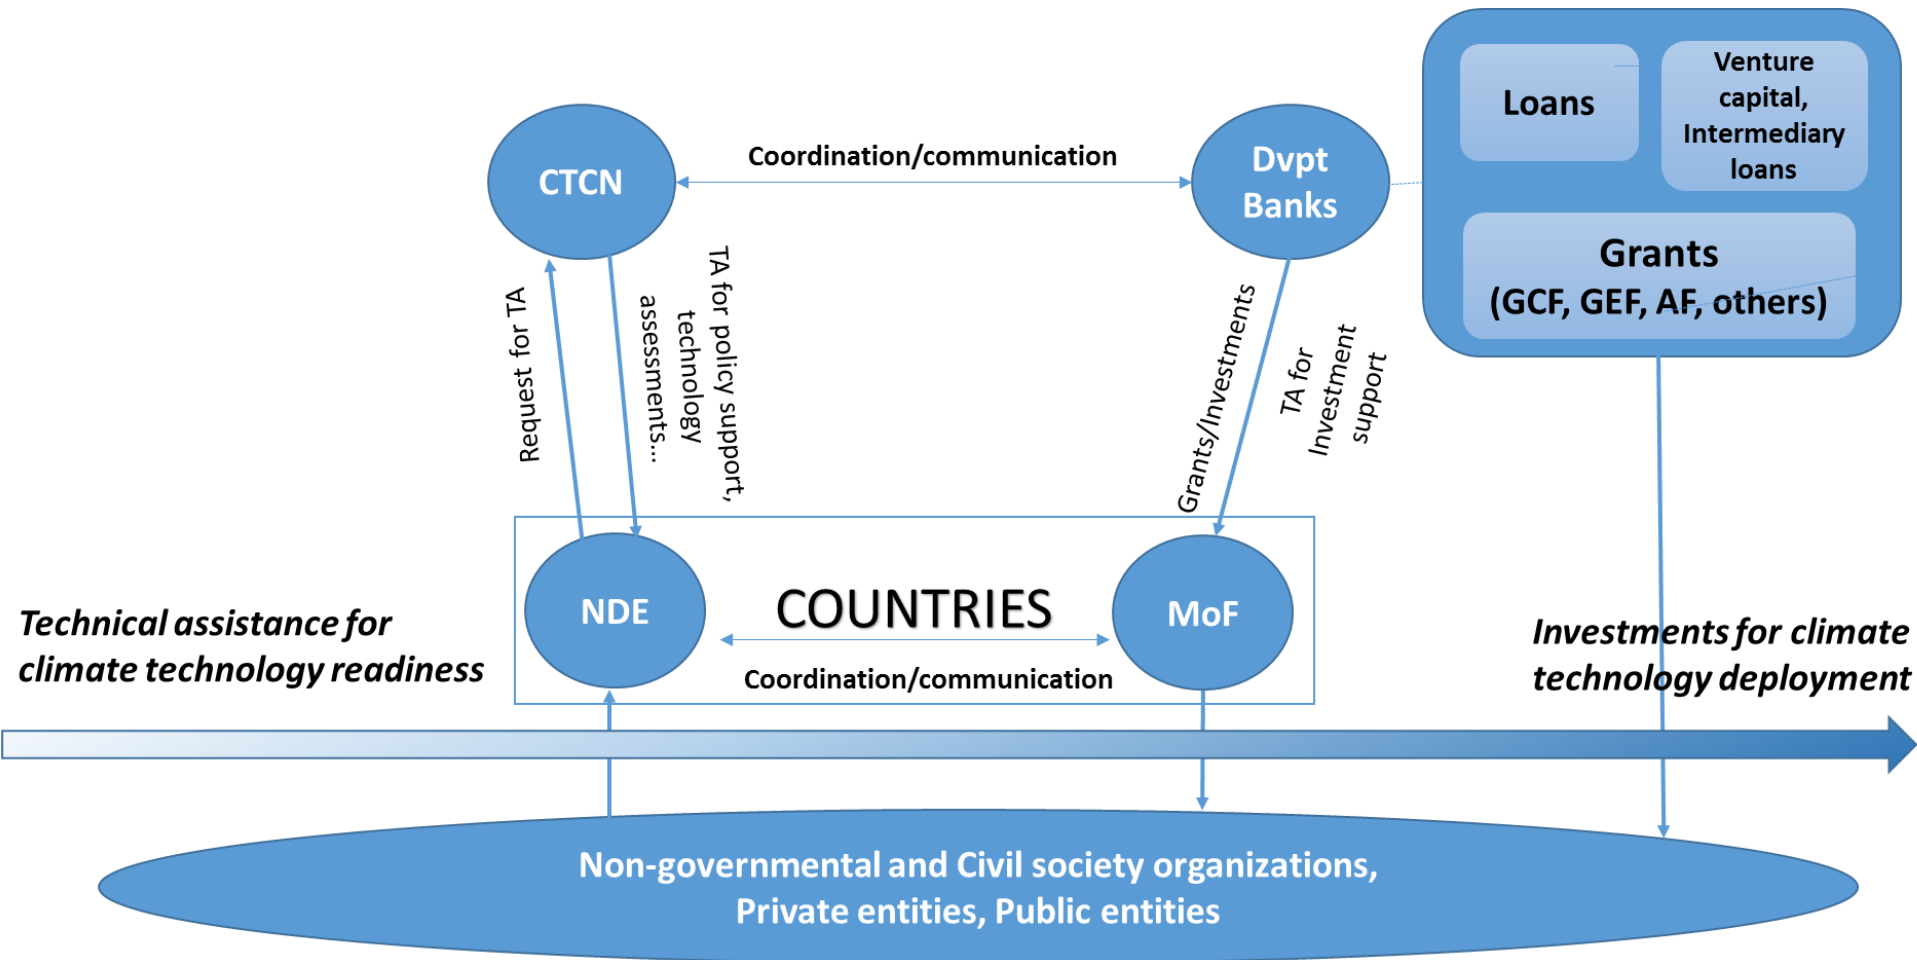 Loans
Venture
capital,
Intermediary
loans
Grants
(GCF, GEF, AF, others)
CTCN
Coordination/communication
Dvpt
Banks
Request for TA
TA for policy support,
technology
assessments...
Grants/Investments
TA for
Investment
support
NDE
COUNTRIES
Coordination/communication
MoF
Technical assistance for
climate technology readiness
Investments for climate
technology deployment
Non-governmental and Civil society organizations,
Private entities, Public entities